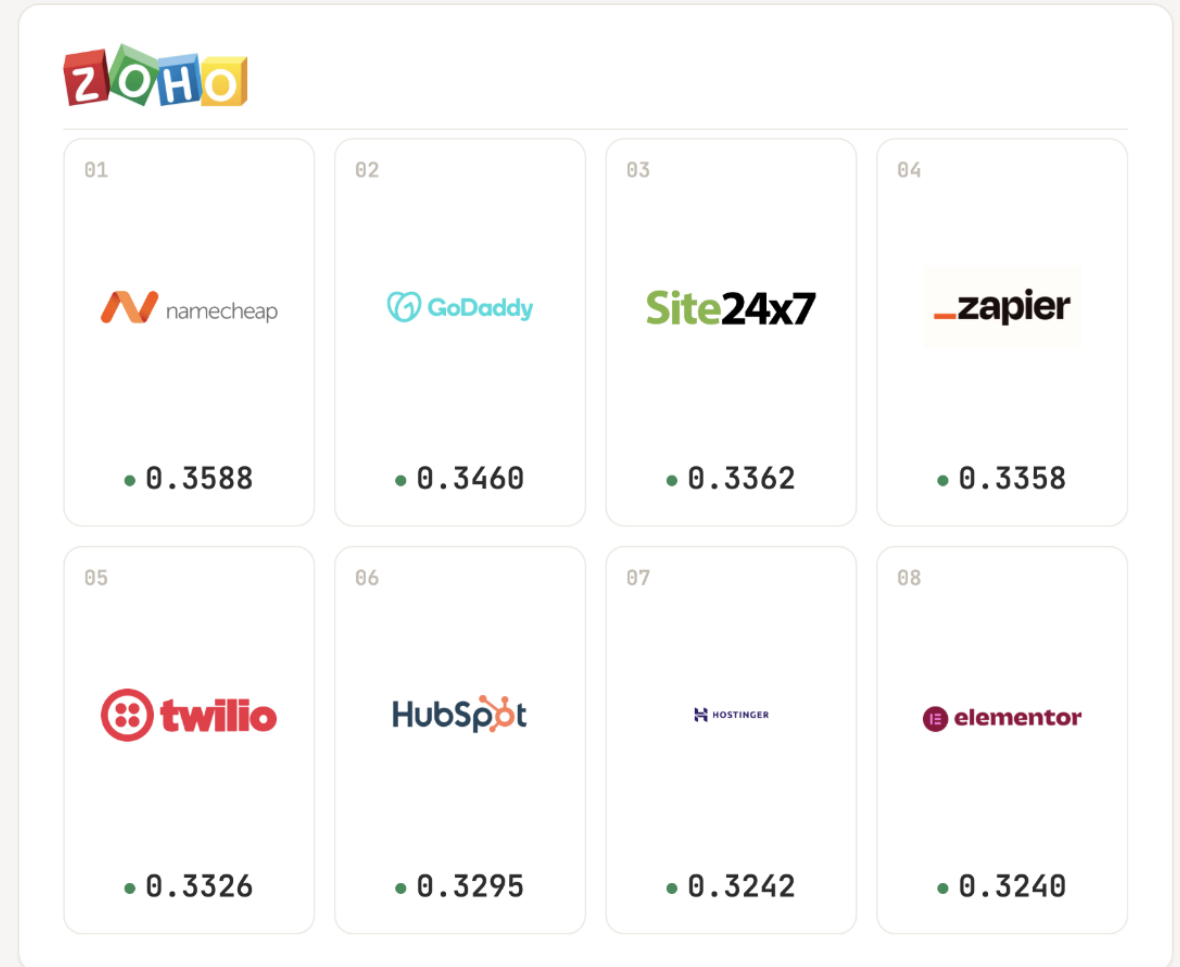 ZOHO
01
02
03
04
namecheap
GoDaddy
Site24x7
_zapier
0.3588
0.3460
0.3362
0.3358
05
06
07
08
twilio
HubSpot
HOSTINGER
elementor
0.3326
0.3295
0.3242
0.3240